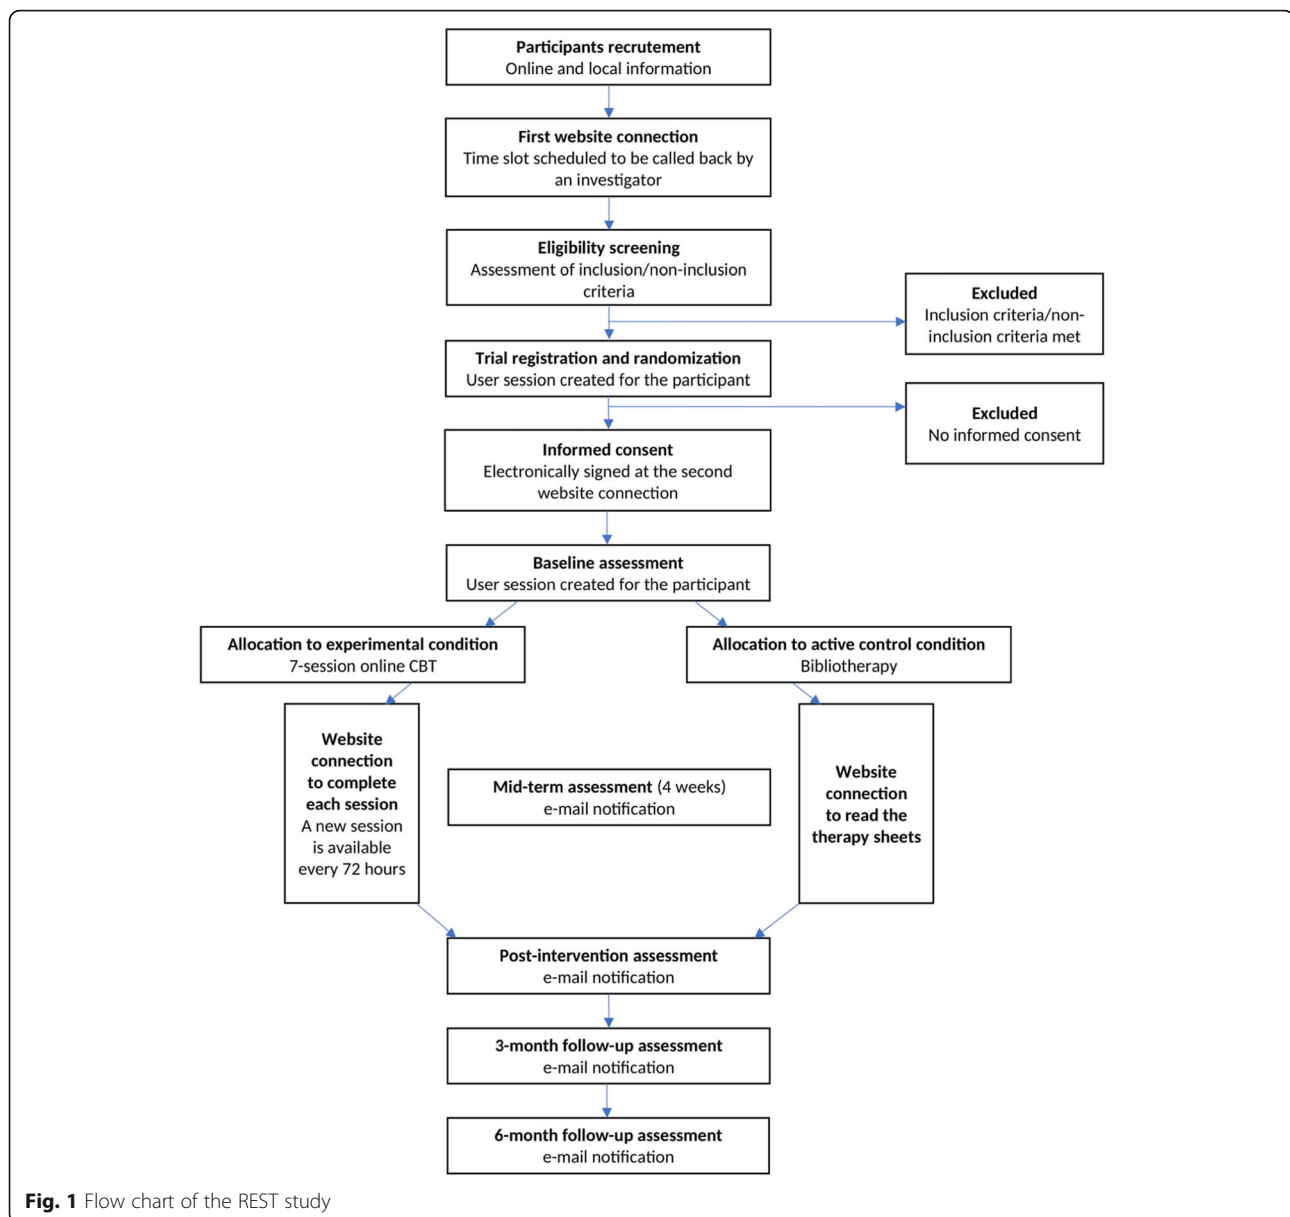 Participants recrutement
Online and local information
First website connection
Time slot scheduled to be called back by
an investigator
Eligibility screening
Assessment of inclusion/non-inclusion
criteria
Excluded
Inclusion criteria/non-
inclusion criteria met
Trial registration and randomization
User session created for the participant
Excluded
No informed consent
Informed consent
Electronically signed at the second
website connection
Baseline assessment
User session created for the participant
Allocation to experimental condition
7-session online CBT
Allocation to active control condition
Bibliotherapy
Website
connection
to complete
each session
A new session
is available
every 72 hours
Mid-term assessment (4 weeks)
e-mail notification
Website
connection
to read the
therapy sheets
Post-intervention assessment
e-mail notification
3-month follow-up assessment
e-mail notification
6-month follow-up assessment
e-mail notification
Fig. 1 Flow chart of the REST study